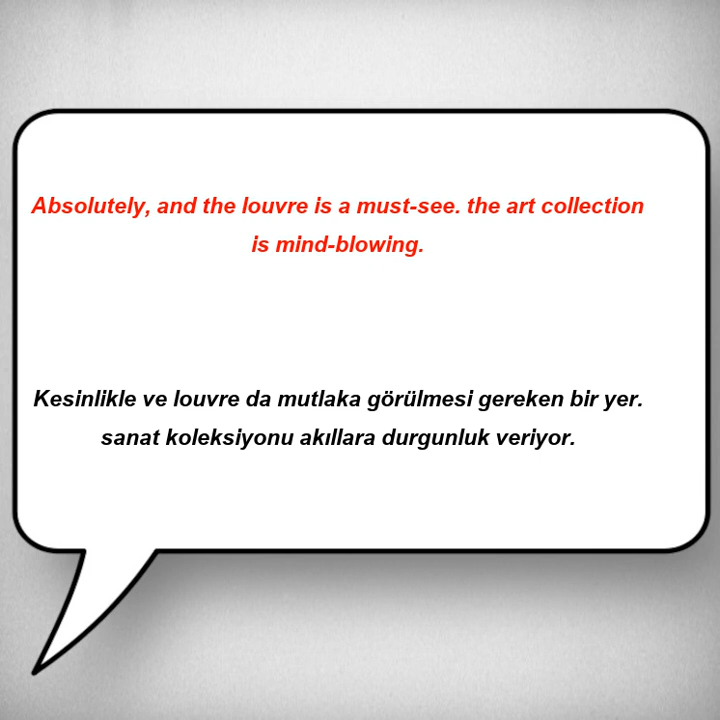 Absolutely, and the louvre is a must-see. the art collection
is mind-blowing.
Kesinlikle ve louvre da mutlaka görülmesi gereken bir yer.
sanat koleksiyonu akıllara durgunluk veriyor.